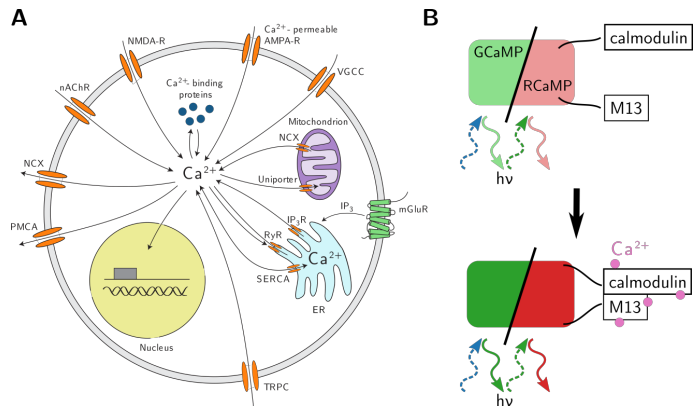 A
Ca²⁺- permeable
AMPA-R
NMDA-R
VGCC
nAChR
Ca²⁺- binding
proteins
Mitochondrion
NCX
NCX
Ca²⁺
Uniporter
IP₃
mGluR
PMCA
IP₃R
RyR
Ca²⁺
SERCA
ER
Nucleus
TRPC
B
GCaMP
RCaMP
calmodulin
M13
hν
Ca²⁺
calmodulin
M13
hν